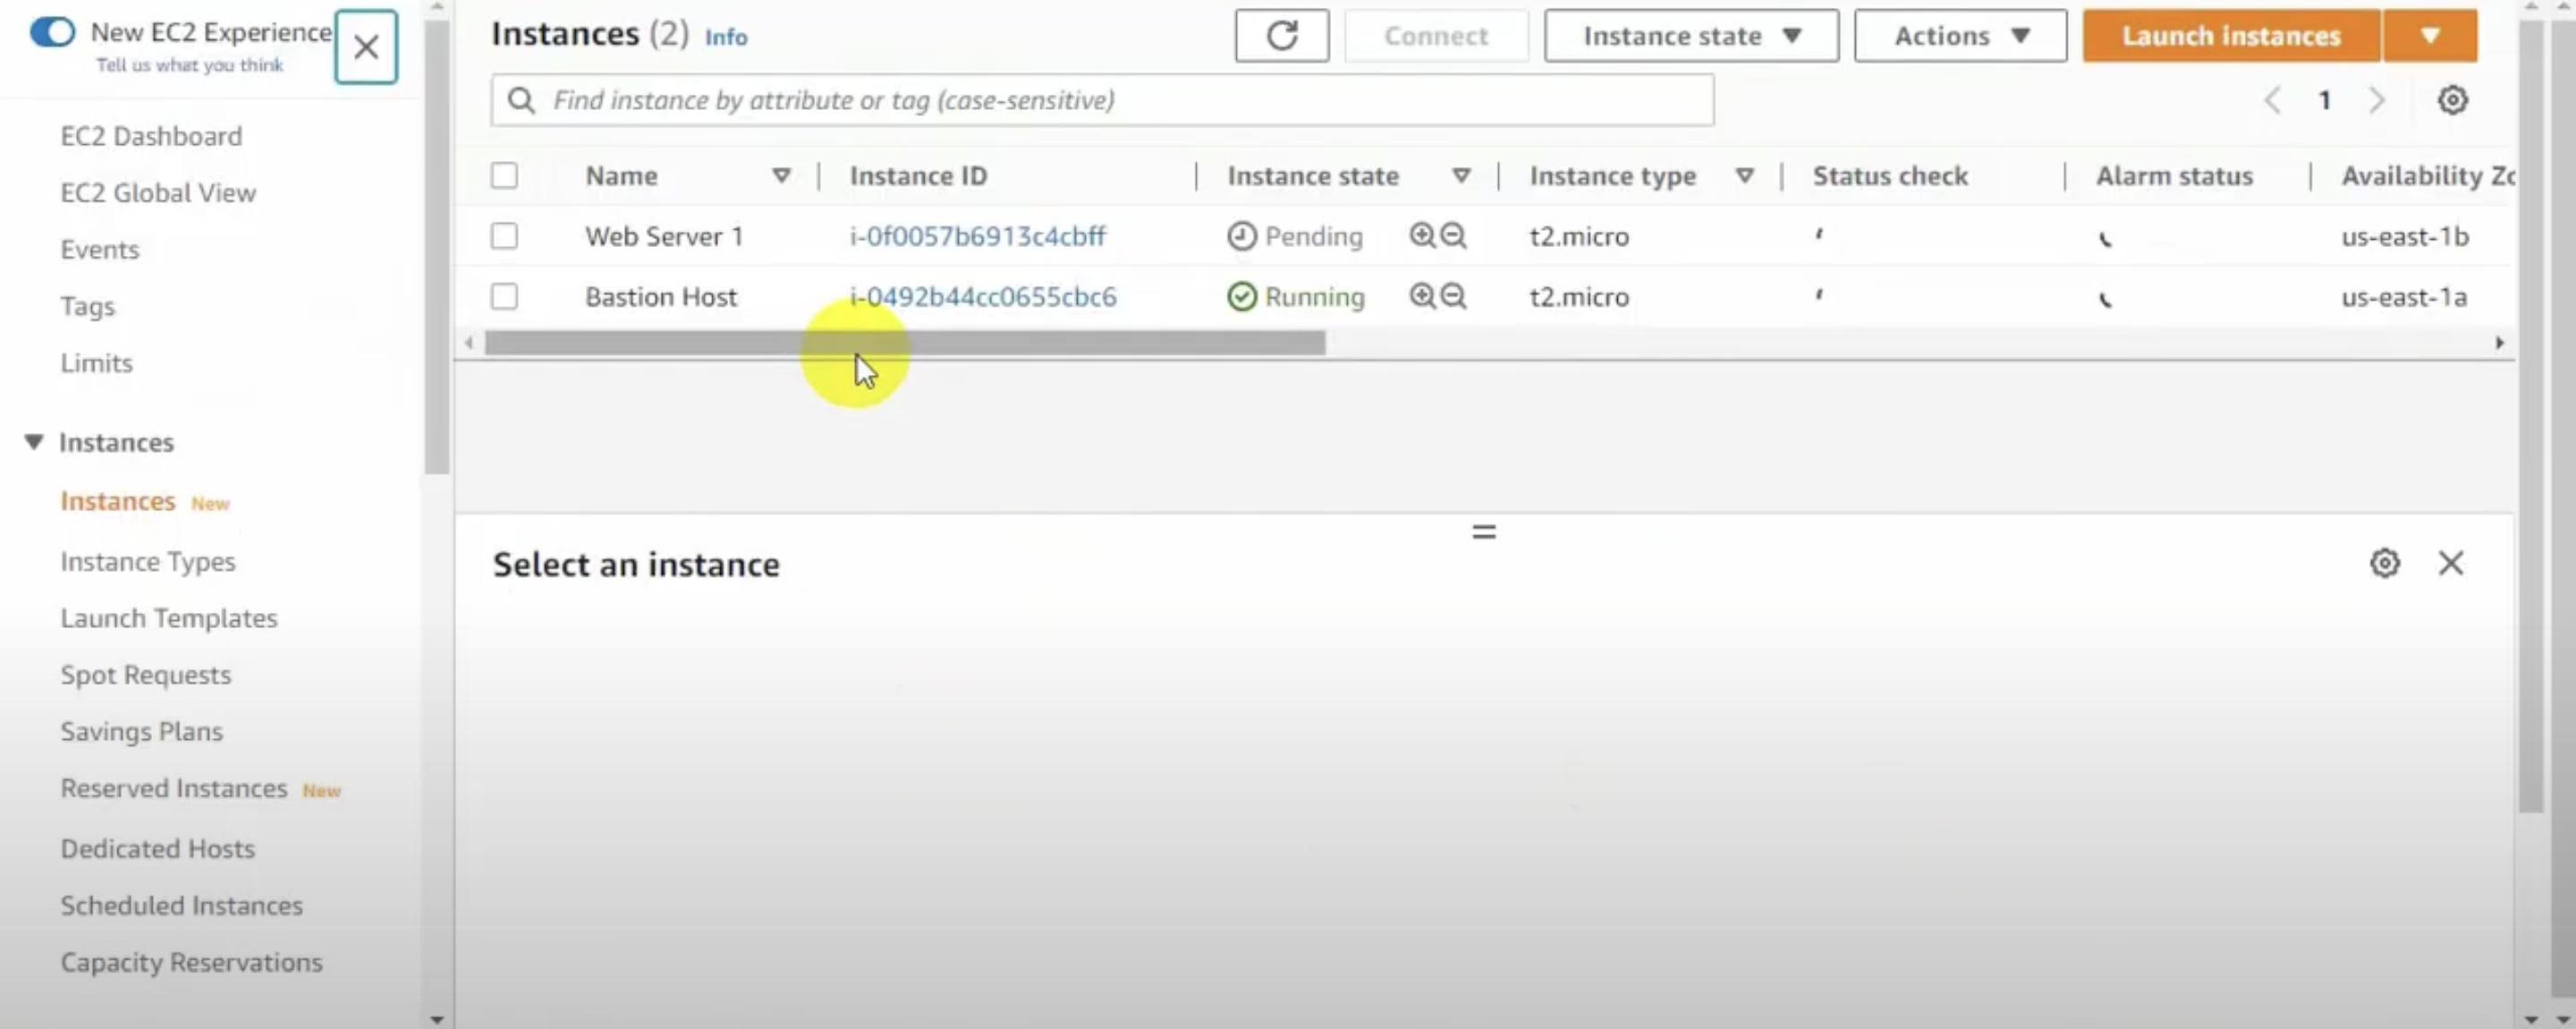 New EC2 Experience
Tell us what you think
EC2 Dashboard
EC2 Global View
Events
Tags
Limits
Instances
Instances New
Instance Types
Launch Templates
Spot Requests
Savings Plans
Reserved Instances New
Dedicated Hosts
Scheduled Instances
Capacity Reservations
Instances (2) Info
Connect
Instance state
Actions
Launch instances
Find instance by attribute or tag (case-sensitive)
1
Name Instance ID Instance state Instance type Status check Alarm status Availability Zo
Web Server 1 i-0f0057b6913c4cbff Pending t2.micro us-east-1b
Bastion Host i-0492b44cc0655cbc6 Running t2.micro us-east-1a
Select an instance